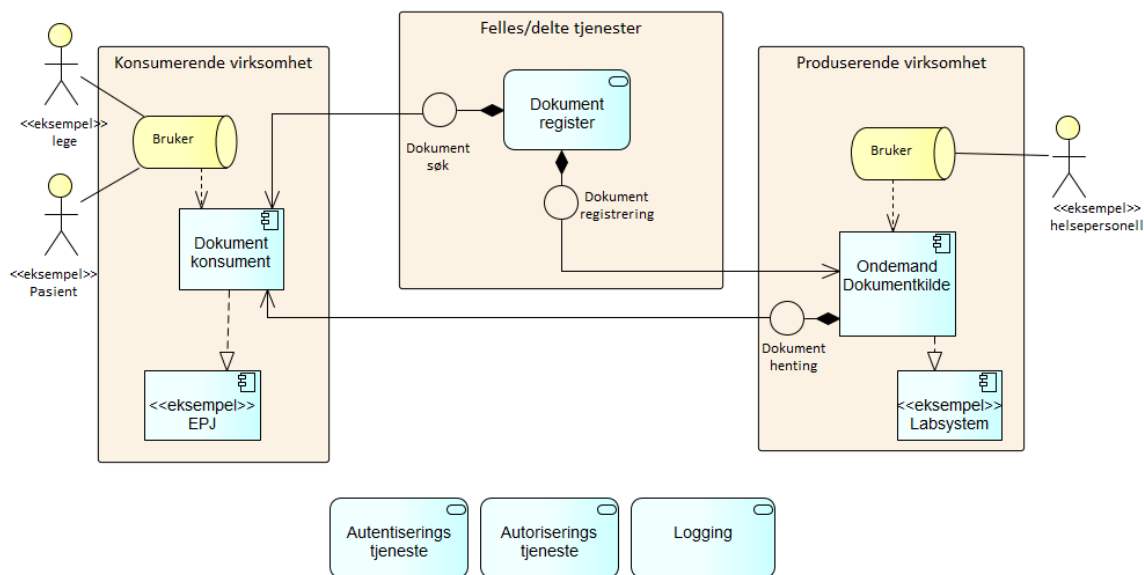 Felles/delte tjenester
Konsumerende virksomhet
Produserende virksomhet
<<eksempel>>
lege
Bruker
Dokument
søk
Dokument
register
Dokument
registrering
Bruker
<<eksempel>>
helsepersonell
<<eksempel>>
Pasient
Dokument
konsument
Ondemand
Dokumentkilde
Dokument
henting
<<eksempel>>
EPJ
<<eksempel>>
Labsystem
Autentiserings
tjeneste
Autoriserings
tjeneste
Logging